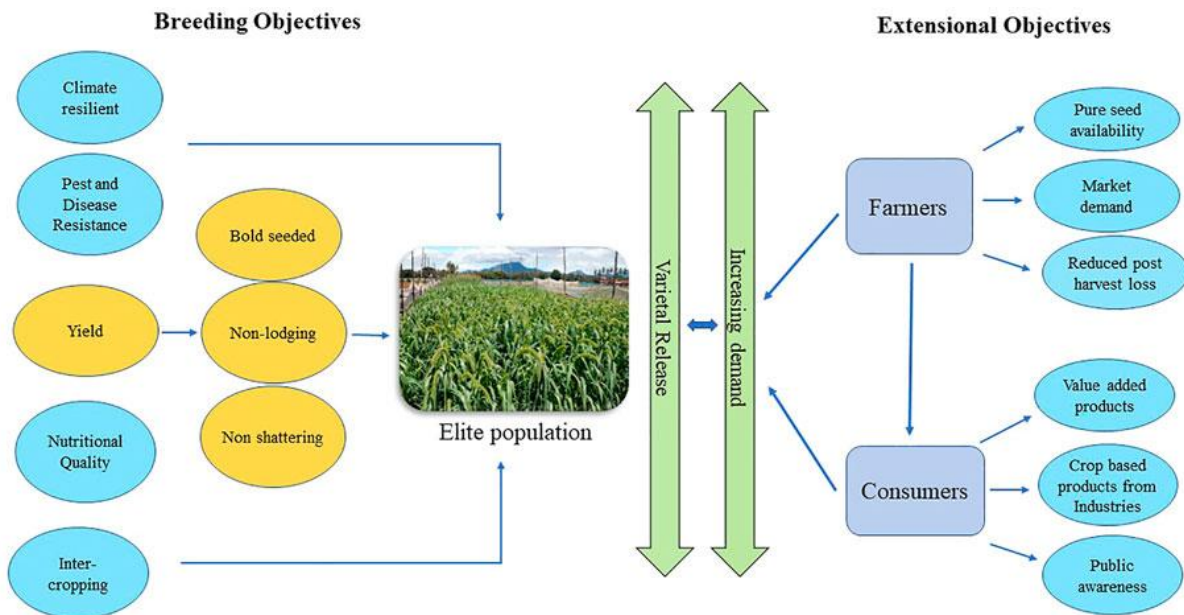 Breeding Objectives
Extensional Objectives
Climate
resilient
Pest and
Disease
Resistance
Yield
Nutritional
Quality
Inter-
cropping
Bold seeded
Non-lodging
Non shattering
Elite population
Varietal Release
Increasing demand
Farmers
Consumers
Pure seed
availability
Market
demand
Reduced post
harvest loss
Value added
products
Crop based
products from
Industries
Public
awareness